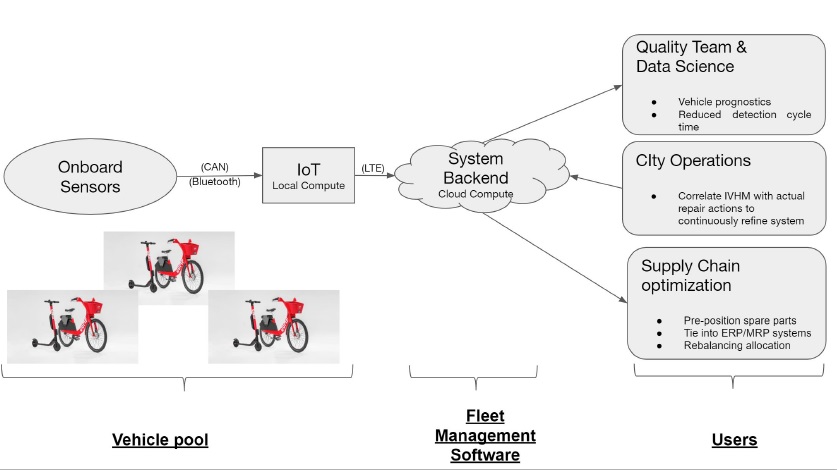 Quality Team &
Data Science
● Vehicle prognostics
● Reduced detection cycle
time
Onboard
Sensors
(CAN)
(Bluetooth)
IoT
Local Compute
(LTE)
System
Backend
Cloud Compute
CIty Operations
● Correlate IVHM with actual
repair actions to
continuously refine system
Supply Chain
optimization
● Pre-position spare parts
● Tie into ERP/MRP systems
● Rebalancing allocation
Vehicle pool
Fleet
Management
Software
Users